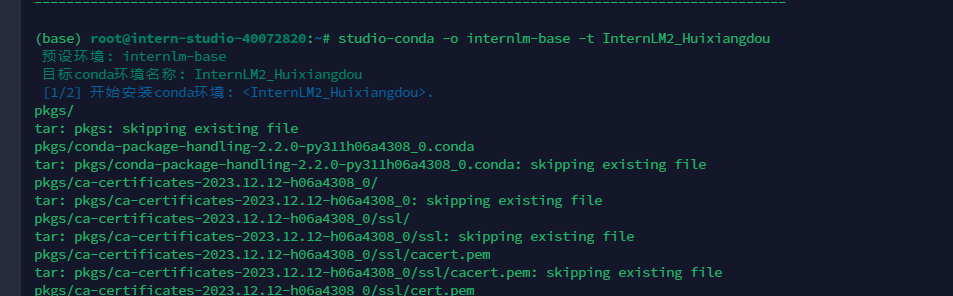 (base) root@intern-studio-40072820:~# studio-conda -o internlm-base -t InternLM2_Huixiangdou
预设环境: internlm-base
目标conda环境名称: InternLM2_Huixiangdou
[1/2] 开始安装conda环境: <InternLM2_Huixiangdou>.
pkgs/
tar: pkgs: skipping existing file
pkgs/conda-package-handling-2.2.0-py311h06a4308_0.conda
tar: pkgs/conda-package-handling-2.2.0-py311h06a4308_0.conda: skipping existing file
pkgs/ca-certificates-2023.12.12-h06a4308_0/
tar: pkgs/ca-certificates-2023.12.12-h06a4308_0: skipping existing file
pkgs/ca-certificates-2023.12.12-h06a4308_0/ssl/
tar: pkgs/ca-certificates-2023.12.12-h06a4308_0/ssl: skipping existing file
pkgs/ca-certificates-2023.12.12-h06a4308_0/ssl/cacert.pem
tar: pkgs/ca-certificates-2023.12.12-h06a4308_0/ssl/cacert.pem: skipping existing file
pkgs/ca-certificates-2023.12.12-h06a4308_0/ssl/cert.pem